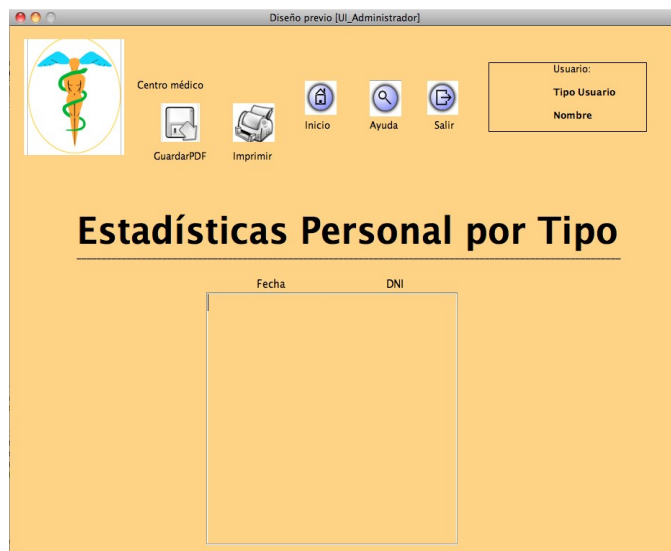 Diseño previo [UI_Administrador]
Centro médico
GuardarPDF
Imprimir
Inicio
Ayuda
Salir
Usuario:
Tipo Usuario
Nombre
Estadísticas Personal por Tipo
Fecha
DNI